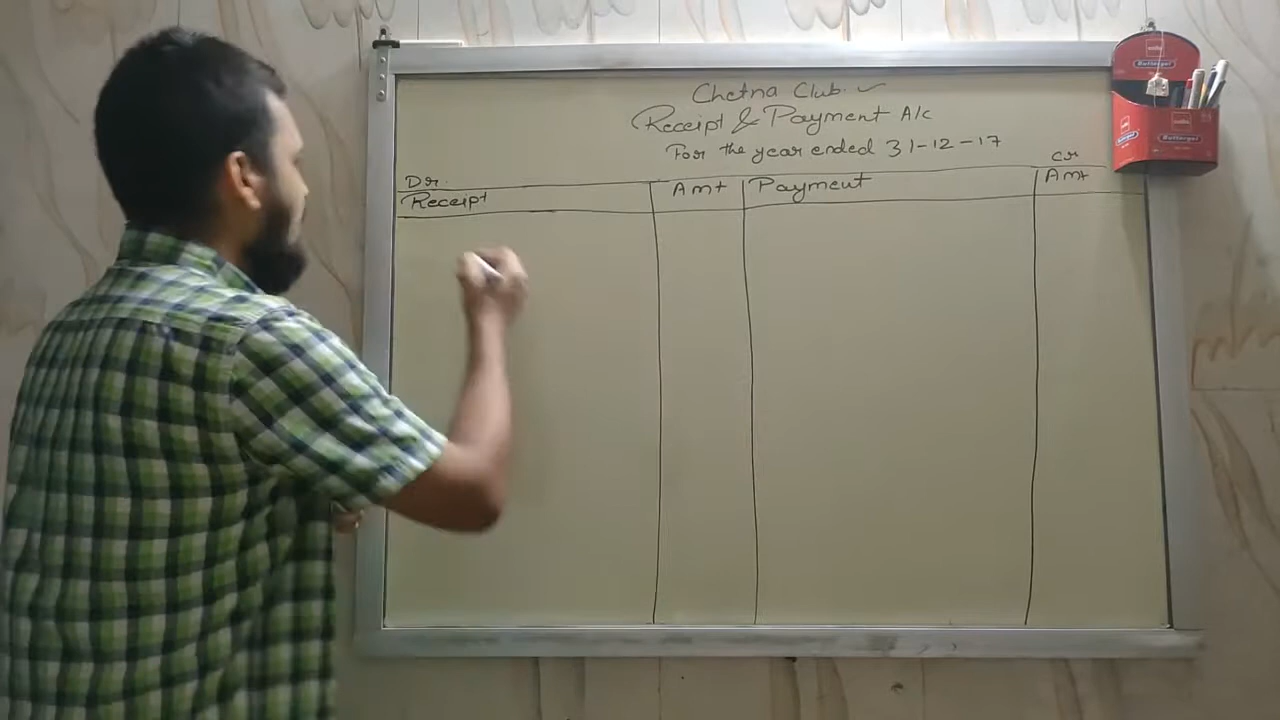 Chetna Club.
Receipt & Payment A/c
For the year ended 31-12-17
Dr. Cr
Receipt Amt Payment Amt